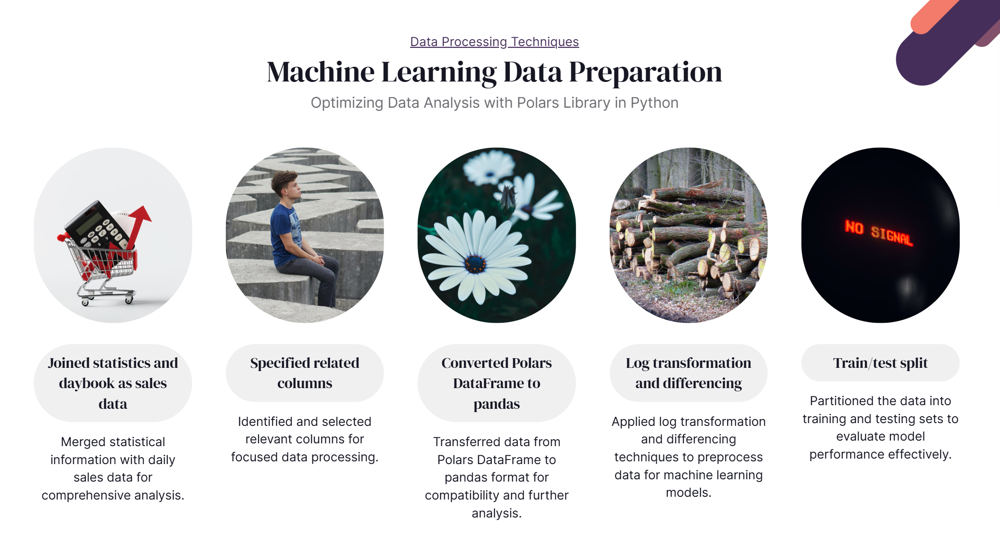 Data Processing Techniques
Machine Learning Data Preparation
Optimizing Data Analysis with Polars Library in Python
NO SIGNAL
Joined statistics and
daybook as sales
data
Merged statistical
information with daily
sales data for
comprehensive analysis.
Specified related
columns
Identified and selected
relevant columns for
focused data processing.
Converted Polars
DataFrame to
pandas
Transferred data from
Polars DataFrame to
pandas format for
compatibility and further
analysis.
Log transformation
and differencing
Applied log transformation
and differencing
techniques to preprocess
data for machine learning
models.
Train/test split
Partitioned the data into
training and testing sets to
evaluate model
performance effectively.